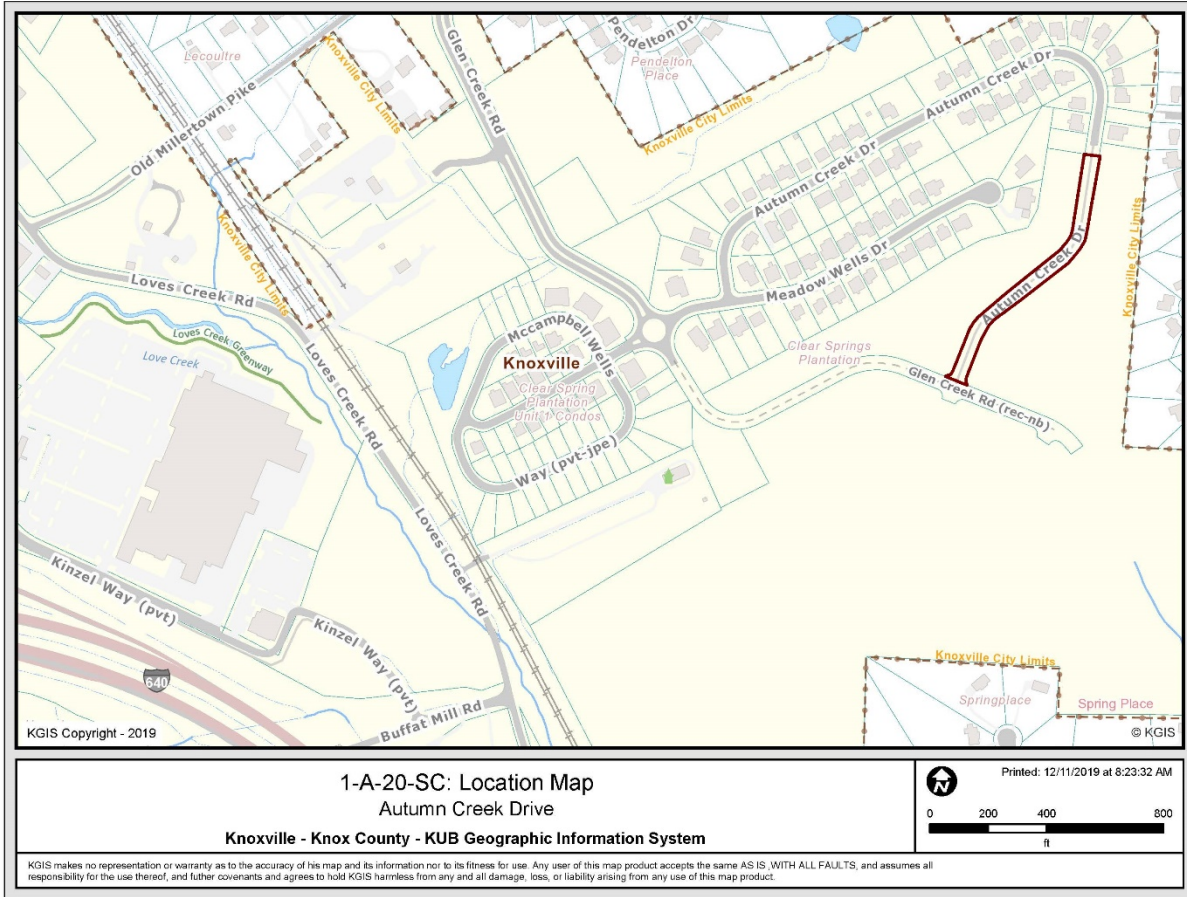 Lecoultre
Old Millertown Pike
Knoxville City Limits
Glen Creek Rd
Pendelton Dr
Pendelton
Place
Knoxville City Limits
Autumn Creek Dr
Autumn Creek Dr
Meadow Wells Dr
Knoxville City Limits
Autumn Creek Dr
Knoxville City Limits
Loves Creek Rd
Loves Creek Greenway
Love Creek
Loves Creek Rd
Mccampbell Wells
Knoxville
Clear Spring
Plantation
Unit 1 Condos
Way (pvt-jpe)
Clear Springs
Plantation
Glen Creek Rd (rec-nb)
Loves Creek Rd
Kinzel Way (pvt)
Kinzel Way (pvt)
640
Buffat Mill Rd
Knoxville City Limits
Springplace
Spring Place
KGIS Copyright - 2019
© KGIS
1-A-20-SC: Location Map
Autumn Creek Drive
Knoxville - Knox County - KUB Geographic Information System
N
Printed: 12/11/2019 at 8:23:32 AM
0 200 400 800
ft
KGIS makes no representation or warranty as to the accuracy of his map and its information nor to its fitness for use. Any user of this map product accepts the same AS IS ,WITH ALL FAULTS, and assumes all
responsibility for the use thereof, and futher covenants and agrees to hold KGIS harmless from any and all damage, loss, or liability arising from any use of this map product.